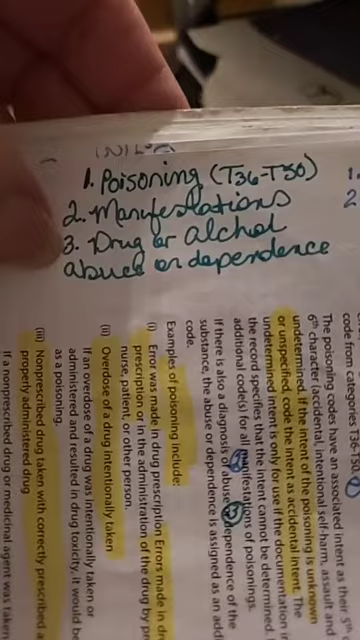 1. Poisoning (T36-T50)
2. Manifestations
3. Drug or alchol
abuse or dependence
1.
2
code from categories T36-T50.
The poisoning codes have an associated intent as their 5th
6th character (accidental, intentional self-harm, assault and
undetermined. If the intent of the poisoning is unknown
or unspecified, code the intent as accidental intent. The
undetermined intent is only for use if the documentation
the record specifies that the intent cannot be determined
additional code(s) for all manifestations of poisonings.
If there is also a diagnosis of abuse or dependence of the
substance, the abuse or dependence is assigned as an add
code.
Examples of poisoning include:
(i) Error was made in drug prescription Errors made in dr
prescription or in the administration of the drug by pr
nurse, patient, or other person.
(ii) Overdose of a drug intentionally taken
If an overdose of a drug was intentionally taken or
administered and resulted in drug toxicity, it would be
as a poisoning.
(iii) Nonprescribed drug taken with correctly prescribed a
properly administered drug
If a nonprescribed drug or medicinal agent was taken